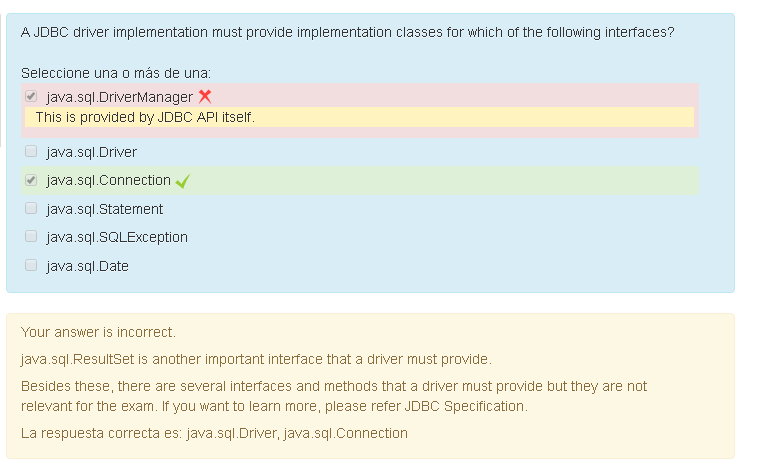 A JDBC driver implementation must provide implementation classes for which of the following interfaces?
Seleccione una o más de una:
java.sql.DriverManager
This is provided by JDBC API itself.
java.sql.Driver
java.sql.Connection
java.sql.Statement
java.sql.SQLException
java.sql.Date
Your answer is incorrect.
java.sql.ResultSet is another important interface that a driver must provide.
Besides these, there are several interfaces and methods that a driver must provide but they are not
relevant for the exam. If you want to learn more, please refer JDBC Specification.
La respuesta correcta es: java.sql.Driver, java.sql.Connection